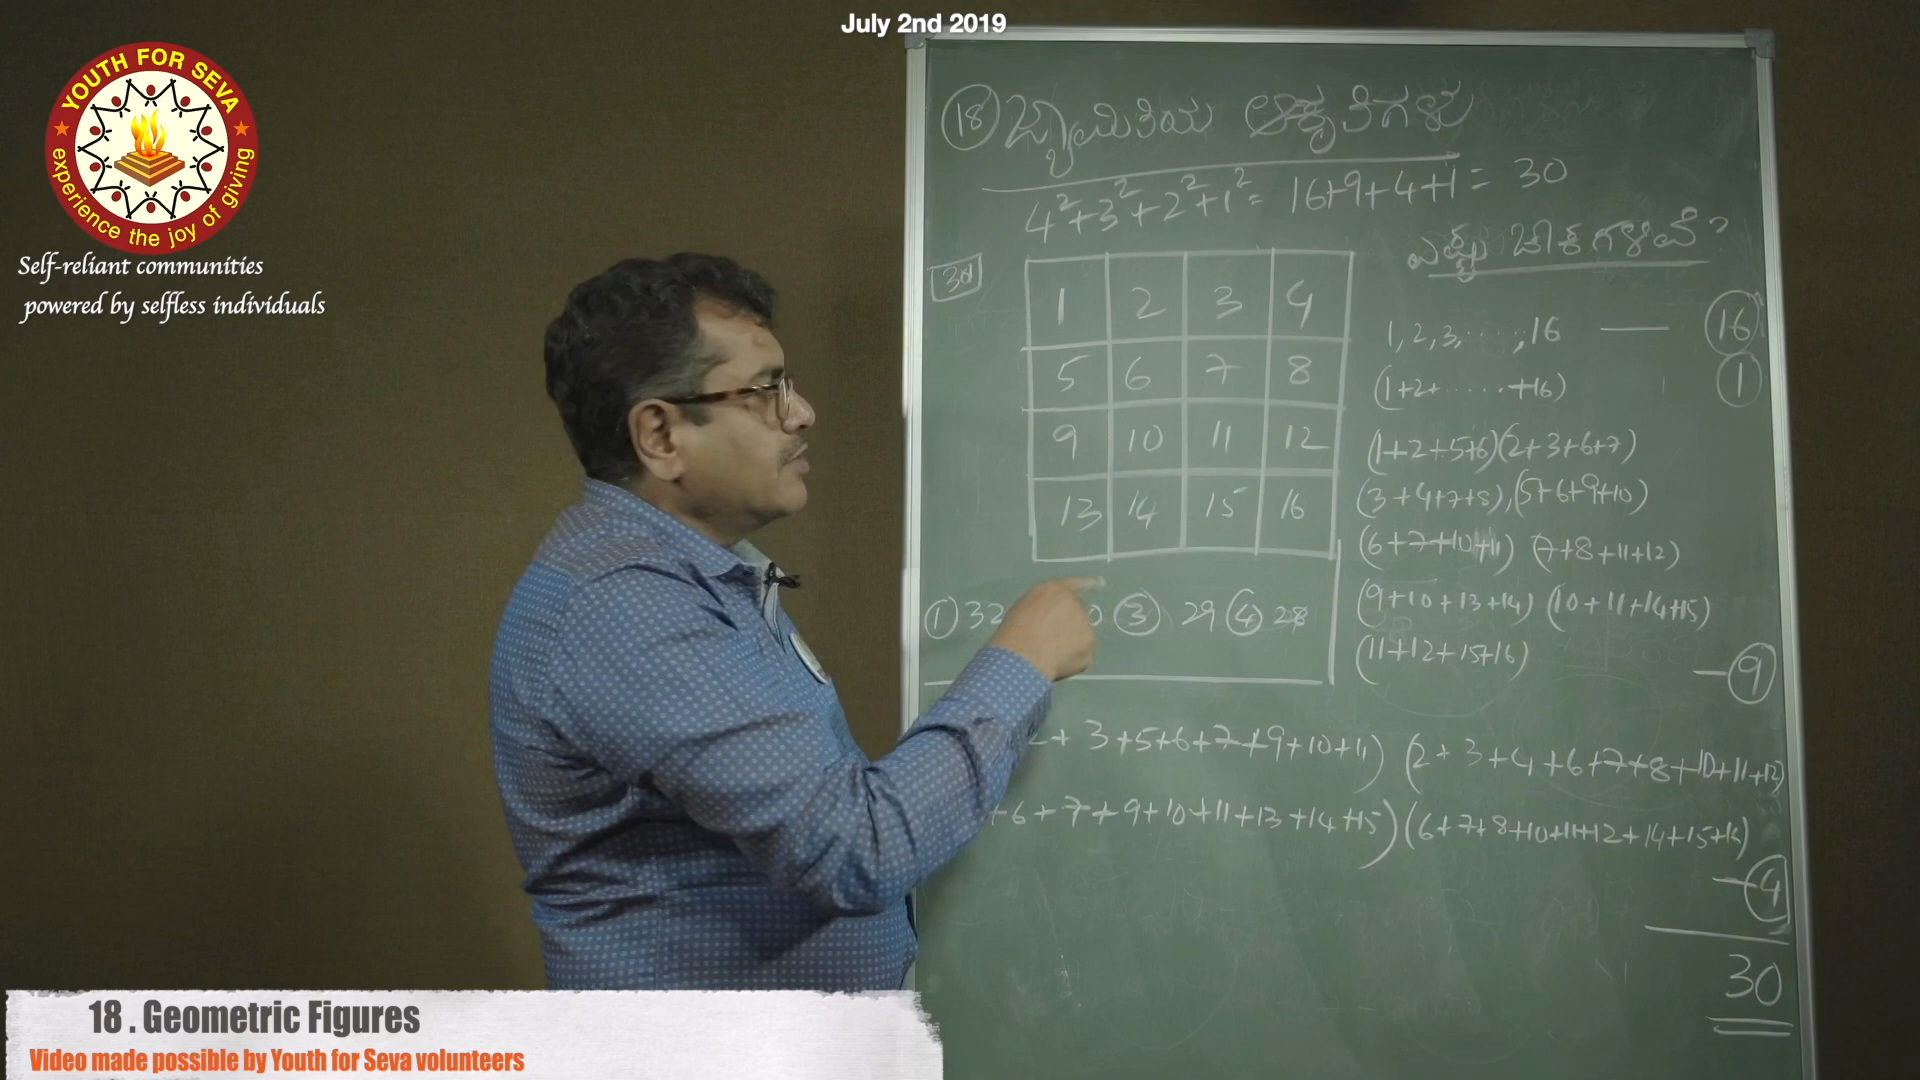 July 2nd 2019
YOUTH FOR SEVA
experience the joy of giving
Self-reliant communities
powered by selfless individuals
18 ಜ್ಯಾಮಿತಿಯ ಆಕೃತಿಗಳು
4²+3²+2²+1² = 16+9+4+1 = 30
ಎಷ್ಟು ಚೌಕಗಳಿವೆ?
1 2 3 4
5 6 7 8
9 10 11 12
13 14 15 16
1 32 3 29 4 28
1, 2, 3, ....., 16 — 16
(1+2+ ..... +16) 1
(1+2+5+6)(2+3+6+7)
(3+4+7+8),(5+6+9+10)
(6+7+10+11) (7+8+11+12)
(9+10+13+14) (10+11+14+15)
(11+12+15+16)
— 9
2+3+5+6+7+9+10+11) (2+3+4+6+7+8+10+11+12)
+6+7+9+10+11+13+14+15) (6+7+8+10+11+12+14+15+16)
— 4
30
18 . Geometric Figures
Video made possible by Youth for Seva volunteers